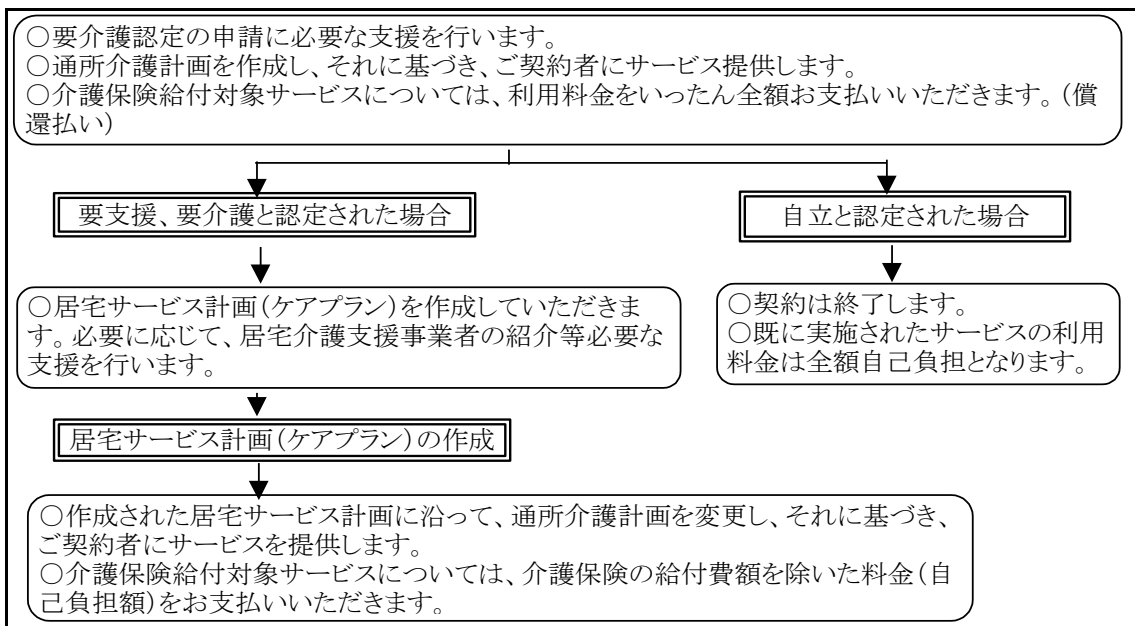 ○要介護認定の申請に必要な支援を行います。
○通所介護計画を作成し、それに基づき、ご契約者にサービス提供します。
○介護保険給付対象サービスについては、利用料金をいったん全額お支払いいただきます。(償
還払い)
要支援、要介護と認定された場合
自立と認定された場合
○居宅サービス計画(ケアプラン)を作成していただきま
す。必要に応じて、居宅介護支援事業者の紹介等必要な
支援を行います。
○契約は終了します。
○既に実施されたサービスの利用
料金は全額自己負担となります。
居宅サービス計画(ケアプラン)の作成
○作成された居宅サービス計画に沿って、通所介護計画を変更し、それに基づき、
ご契約者にサービスを提供します。
○介護保険給付対象サービスについては、介護保険の給付費額を除いた料金(自
己負担額)をお支払いいただきます。